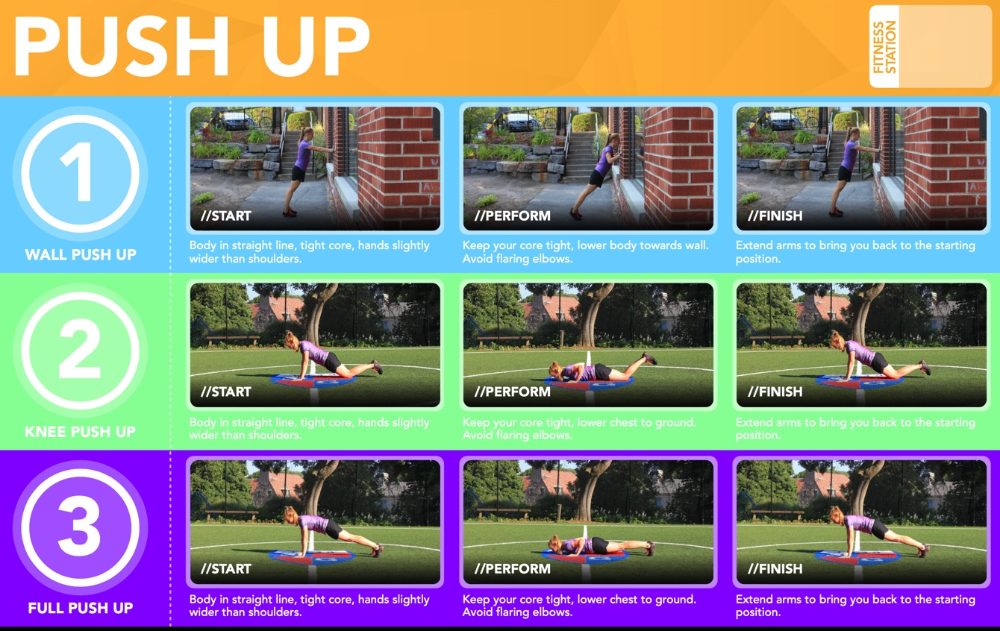 PUSH UP
FITNESS
STATION
1
WALL PUSH UP
//START
Body in straight line, tight core, hands slightly
wider than shoulders.
//PERFORM
Keep your core tight, lower body towards wall.
Avoid flaring elbows.
//FINISH
Extend arms to bring you back to the starting
position.
2
KNEE PUSH UP
//START
Body in straight line, tight core, hands slightly
wider than shoulders.
//PERFORM
Keep your core tight, lower chest to ground.
Avoid flaring elbows.
//FINISH
Extend arms to bring you back to the starting
position.
3
FULL PUSH UP
//START
Body in straight line, tight core, hands slightly
wider than shoulders.
//PERFORM
Keep your core tight, lower chest to ground.
Avoid flaring elbows.
//FINISH
Extend arms to bring you back to the starting
position.